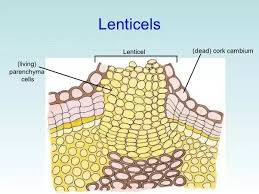 Lenticels
Lenticel
(dead) cork cambium
(living)
parenchyma
cells